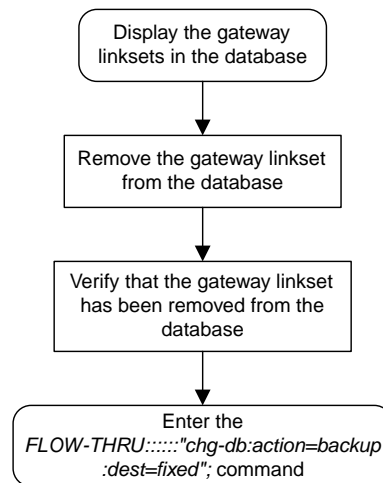 Display the gateway
linksets in the database
Remove the gateway linkset
from the database
Verify that the gateway linkset
has been removed from the
database
Enter the
FLOW-THRU::::::"chg-db:action=backup
:dest=fixed"; command